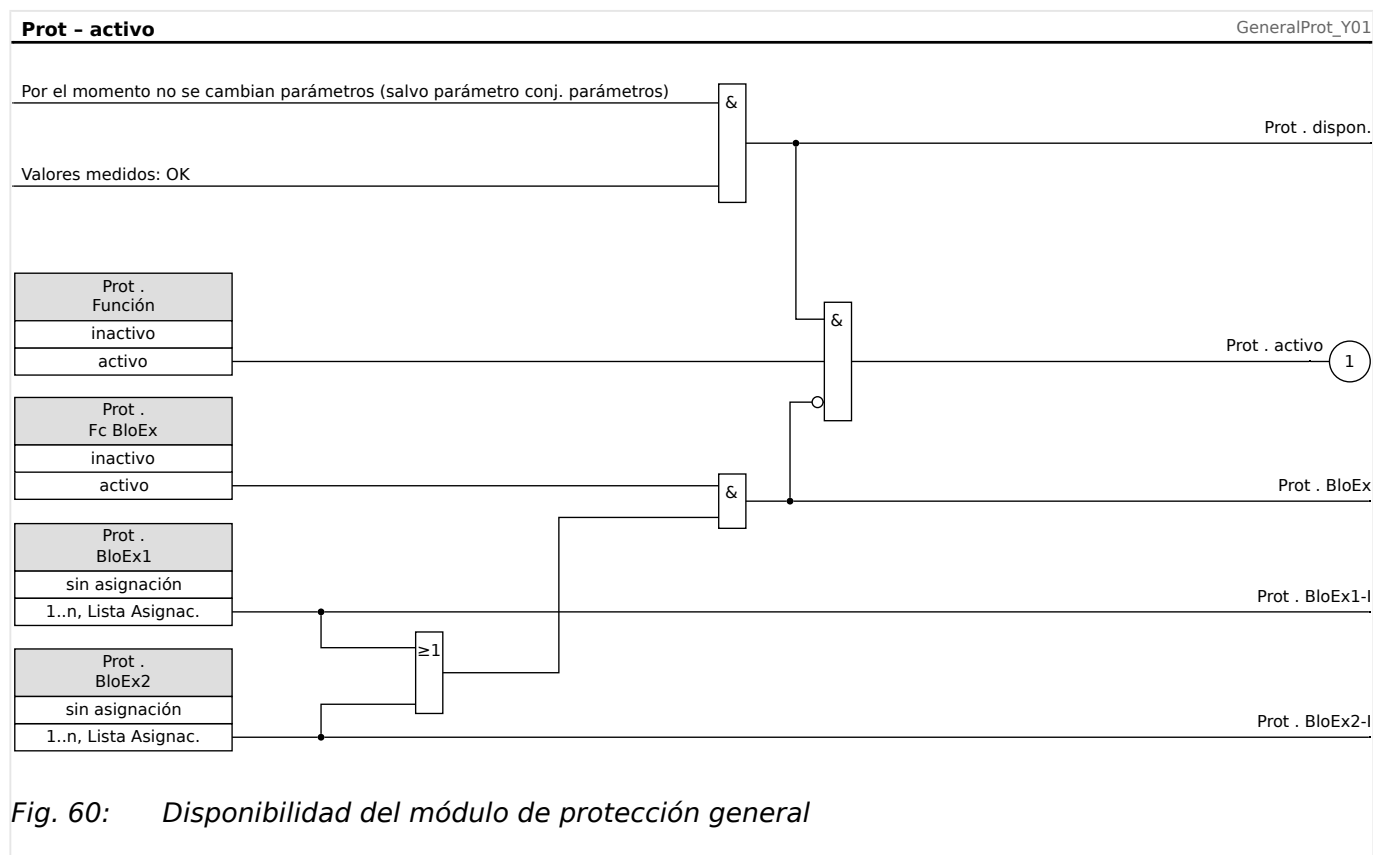 Prot – activo
GeneralProt_Y01
Por el momento no se cambian parámetros (salvo parámetro conj. parámetros)
&
Prot . dispon.
Valores medidos: OK
Prot .
Función
inactivo
activo
&
Prot . activo
1
Prot .
Fc BloEx
inactivo
activo
&
Prot . BloEx
Prot .
BloEx1
sin asignación
1..n, Lista Asignac.
Prot . BloEx1-I
≥1
Prot .
BloEx2
sin asignación
1..n, Lista Asignac.
Prot . BloEx2-I
Fig. 60: Disponibilidad del módulo de protección general